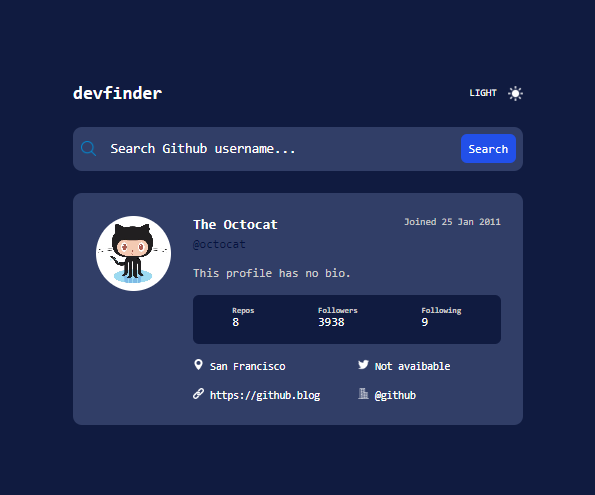 devfinder
LIGHT
Search Github username...
Search
The Octocat
Joined 25 Jan 2011
@octocat
This profile has no bio.
Repos Followers Following
8 3938 9
San Francisco
Not avaibable
https://github.blog
@github